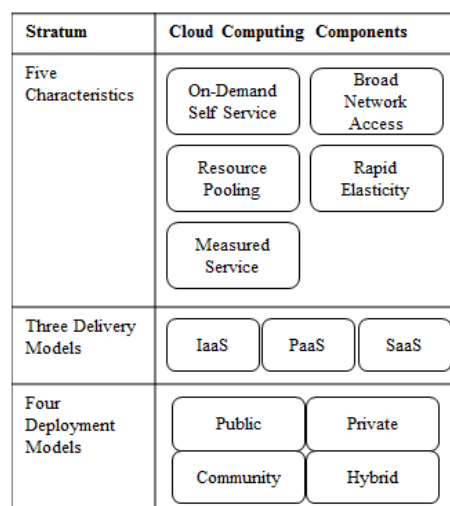 Stratum
Cloud Computing Components
Five
Characteristics
On-Demand
Self Service
Broad
Network
Access
Resource
Pooling
Rapid
Elasticity
Measured
Service
Three Delivery
Models
IaaS
PaaS
SaaS
Four
Deployment
Models
Public
Private
Community
Hybrid